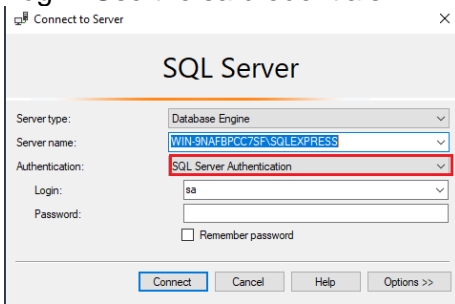 Connect to Server
SQL Server
Server type: Database Engine
Server name: WIN-9NAFBPCC7SF\SQLEXPRESS
Authentication: SQL Server Authentication
Login: sa
Password:
Remember password
Connect Cancel Help Options >>